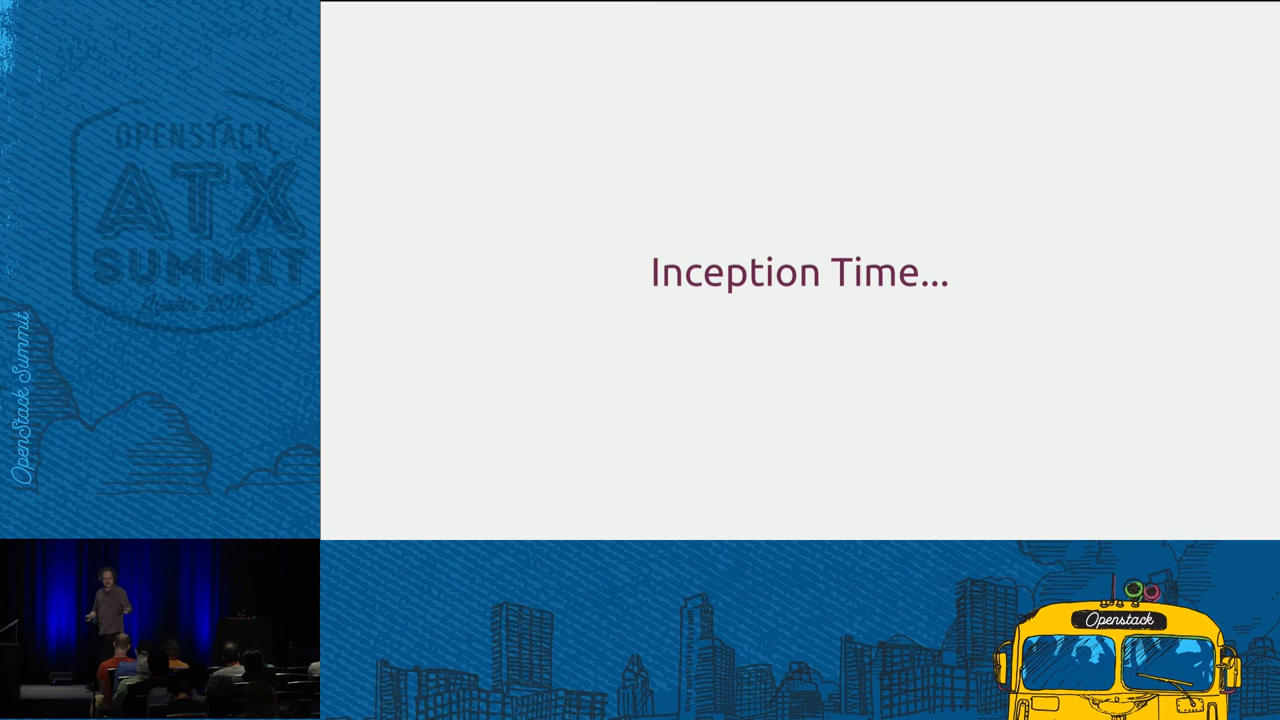 OPENSTACK
ATX
SUMMIT
OpenStack Summit
Inception Time...
Openstack